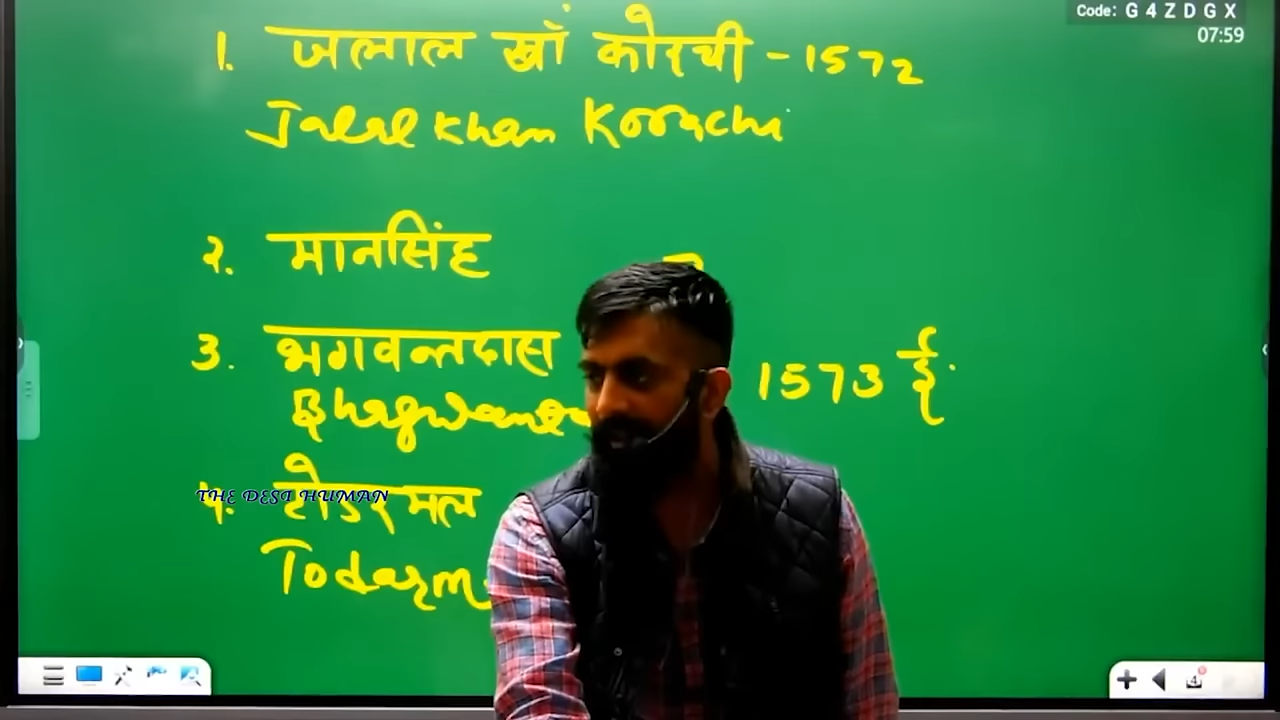 Code: G 4 Z D G X
07:59
1. जलाल खाँ कोरची - 1572
Jalal Khan Korachi
२. मानसिंह
3. भगवन्तदास
1573 ई.
THE DESI HUMAN
4. टोडरमल